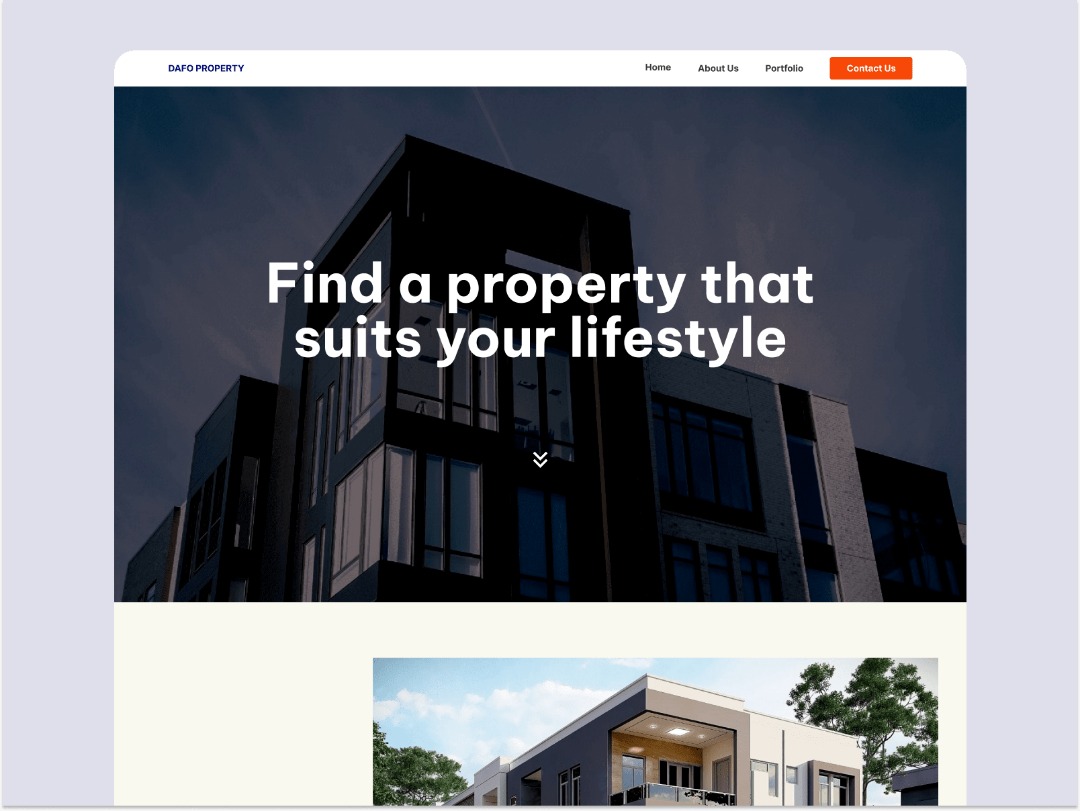 DAFO PROPERTY
Home
About Us
Portfolio
Contact Us
Find a property that
suits your lifestyle